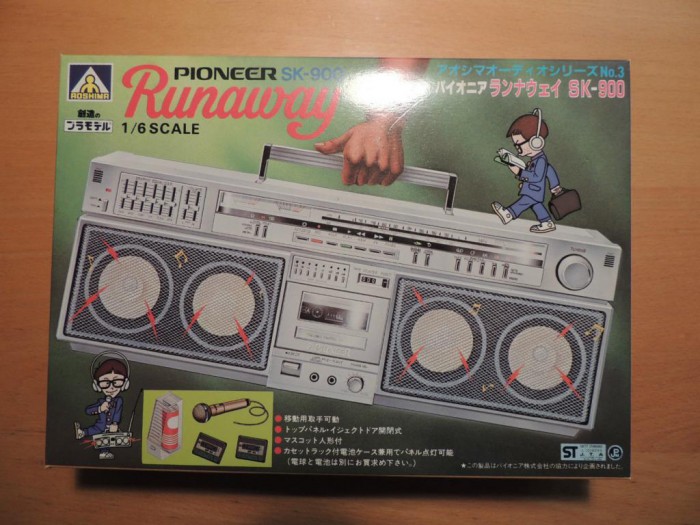 AOSHIMA
創造の
プラモデル
PIONEER SK-900
Runaway
1/6 SCALE
アオシマオーディオシリーズ No.3
パイオニア ランナウェイ SK-900
●移動用取手可動
●トップパネル・イジェクトドア開閉式
●マスコット人形付
●カセットラック付電池ケース兼用でパネル点灯可能
(電球と電池は別にお買求め下さい。)
ST
★この製品はパイオニア株式会社の協力により企画されました。